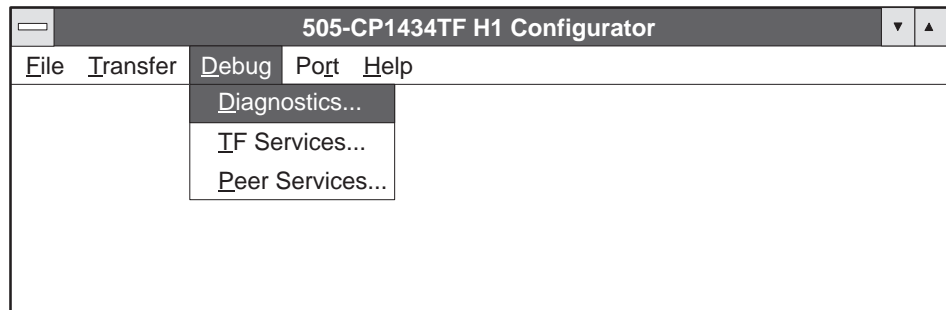 505-CP1434TF H1 Configurator
File Transfer Debug Port Help
Diagnostics...
TF Services...
Peer Services...